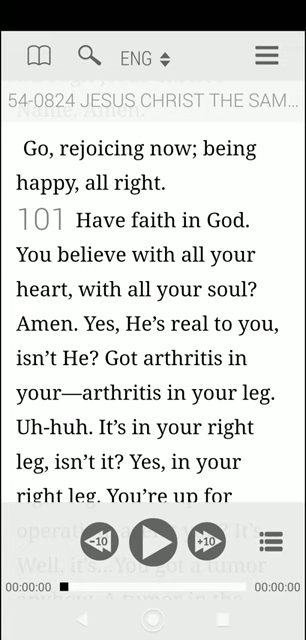 ENG
54-0824 JESUS CHRIST THE SAM...
Name. Amen.
Go, rejoicing now; being
happy, all right.
101 Have faith in God.
You believe with all your
heart, with all your soul?
Amen. Yes, He’s real to you,
isn’t He? Got arthritis in
your—arthritis in your leg.
Uh-huh. It’s in your right
leg, isn’t it? Yes, in your
right leg. You’re up for
-10
+10
Well, it’s...You got a tumor
00:00:00
00:00:00